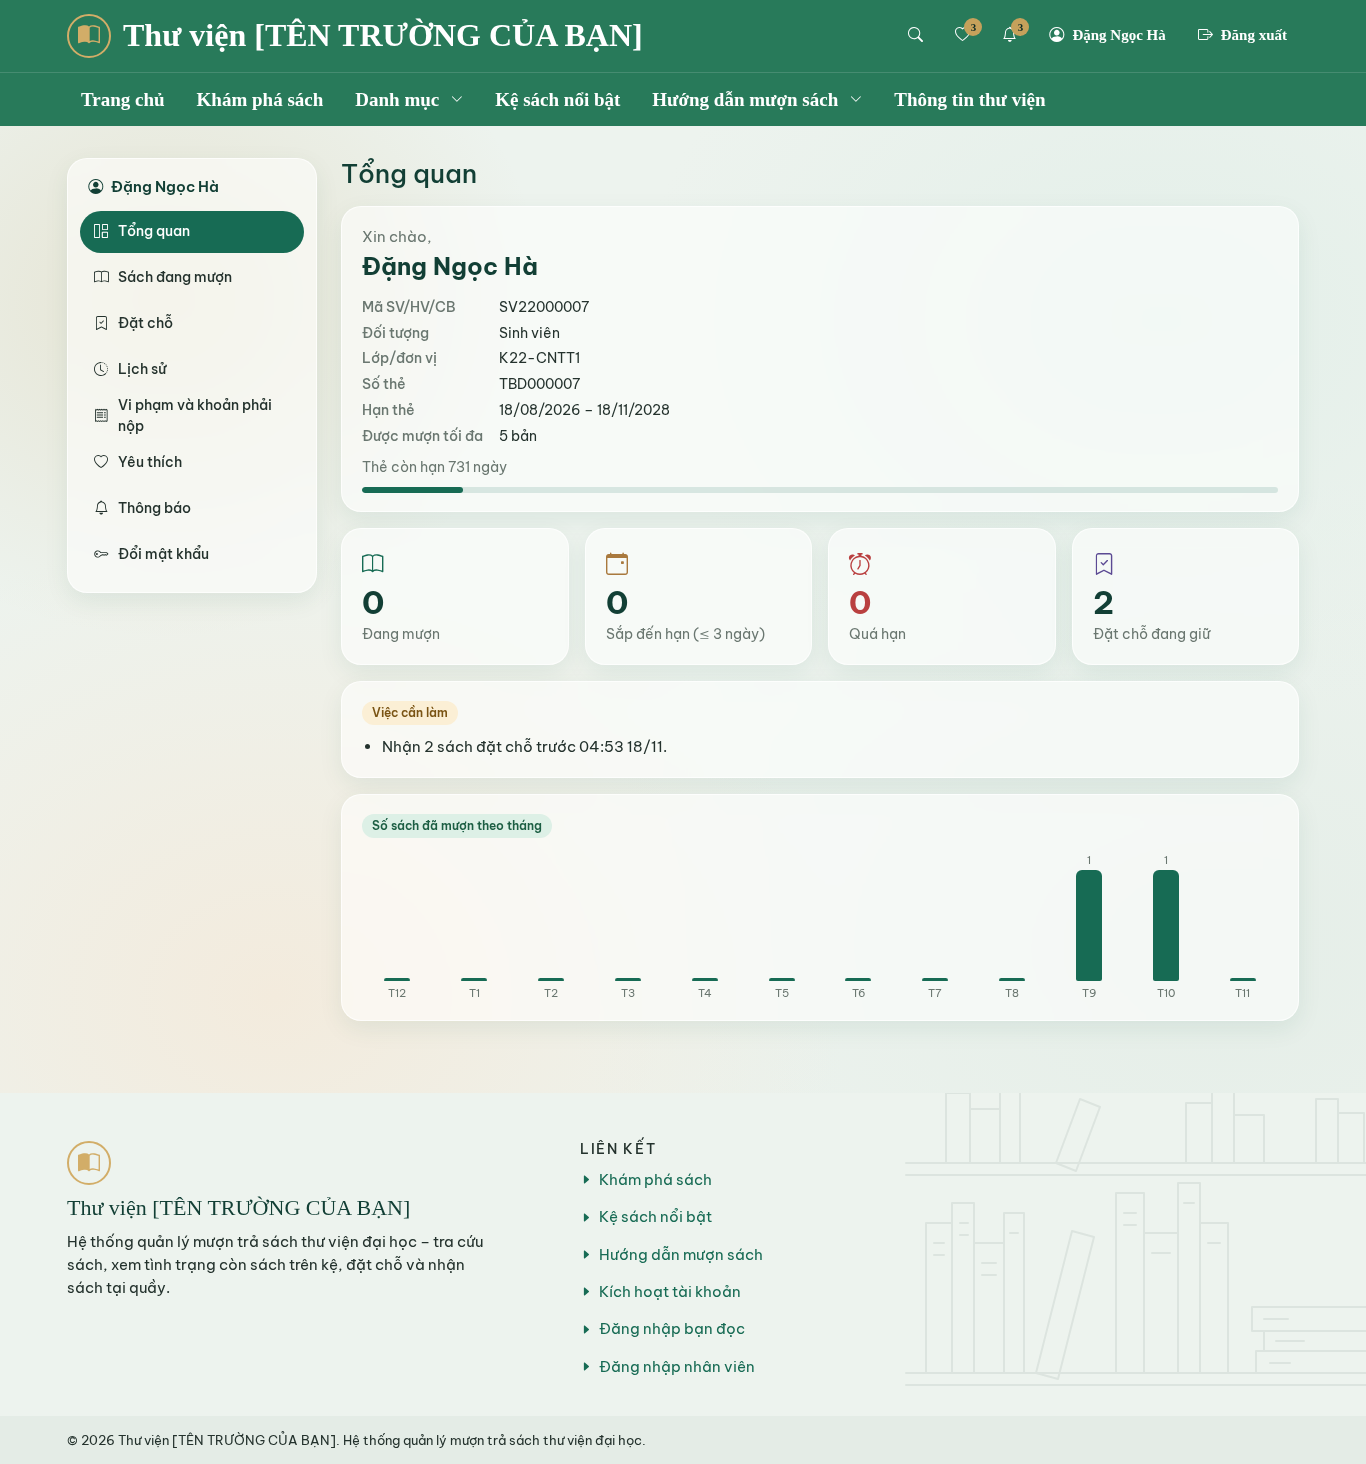 Thư viện [TÊN TRƯỜNG CỦA BẠN]
3
3
Đặng Ngọc Hà
Đăng xuất
Trang chủ
Khám phá sách
Danh mục
Kệ sách nổi bật
Hướng dẫn mượn sách
Thông tin thư viện
Đặng Ngọc Hà
Tổng quan
Sách đang mượn
Đặt chỗ
Lịch sử
Vi phạm và khoản phải
nộp
Yêu thích
Thông báo
Đổi mật khẩu
Tổng quan
Xin chào,
Đặng Ngọc Hà
Mã SV/HV/CB SV22000007
Đối tượng Sinh viên
Lớp/đơn vị K22-CNTT1
Số thẻ TBD000007
Hạn thẻ 18/08/2026 – 18/11/2028
Được mượn tối đa 5 bản
Thẻ còn hạn 731 ngày
0
Đang mượn
0
Sắp đến hạn (≤ 3 ngày)
0
Quá hạn
2
Đặt chỗ đang giữ
Việc cần làm
Nhận 2 sách đặt chỗ trước 04:53 18/11.
Số sách đã mượn theo tháng
1 1
T12 T1 T2 T3 T4 T5 T6 T7 T8 T9 T10 T11
Thư viện [TÊN TRƯỜNG CỦA BẠN]
Hệ thống quản lý mượn trả sách thư viện đại học – tra cứu
sách, xem tình trạng còn sách trên kệ, đặt chỗ và nhận
sách tại quầy.
LIÊN KẾT
Khám phá sách
Kệ sách nổi bật
Hướng dẫn mượn sách
Kích hoạt tài khoản
Đăng nhập bạn đọc
Đăng nhập nhân viên
© 2026 Thư viện [TÊN TRƯỜNG CỦA BẠN]. Hệ thống quản lý mượn trả sách thư viện đại học.